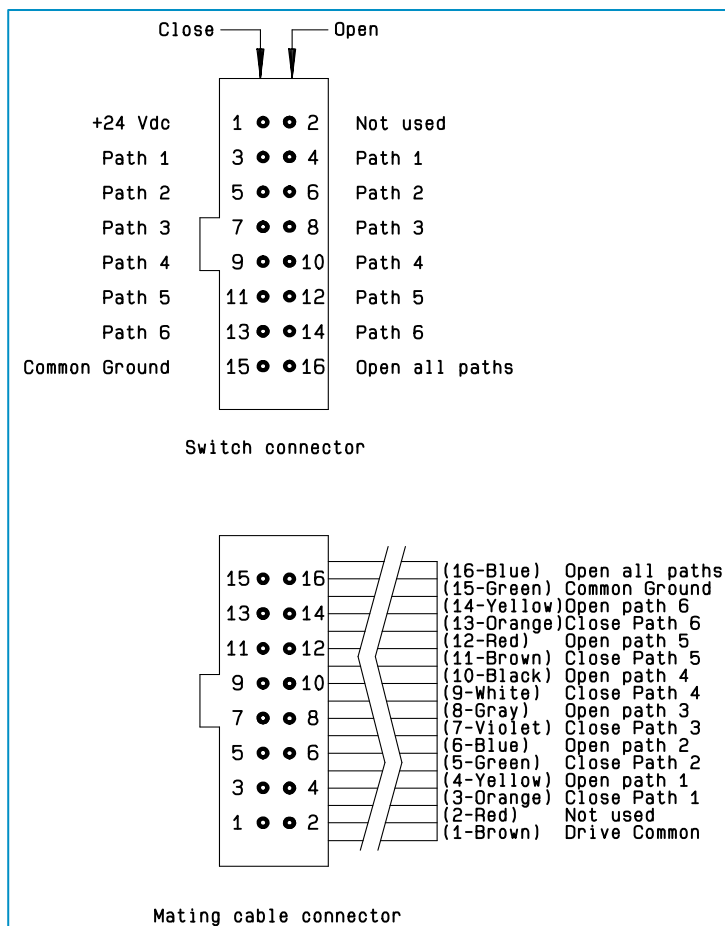 Close Open
+24 Vdc 1 2 Not used
Path 1 3 4 Path 1
Path 2 5 6 Path 2
Path 3 7 8 Path 3
Path 4 9 10 Path 4
Path 5 11 12 Path 5
Path 6 13 14 Path 6
Common Ground 15 16 Open all paths
Switch connector
15 16
13 14
11 12
9 10
7 8
5 6
3 4
1 2
(16-Blue) Open all paths
(15-Green) Common Ground
(14-Yellow)Open path 6
(13-Orange)Close Path 6
(12-Red) Open path 5
(11-Brown) Close Path 5
(10-Black) Open path 4
(9-White) Close Path 4
(8-Gray) Open path 3
(7-Violet) Close Path 3
(6-Blue) Open path 2
(5-Green) Close Path 2
(4-Yellow) Open path 1
(3-Orange) Close Path 1
(2-Red) Not used
(1-Brown) Drive Common
Mating cable connector